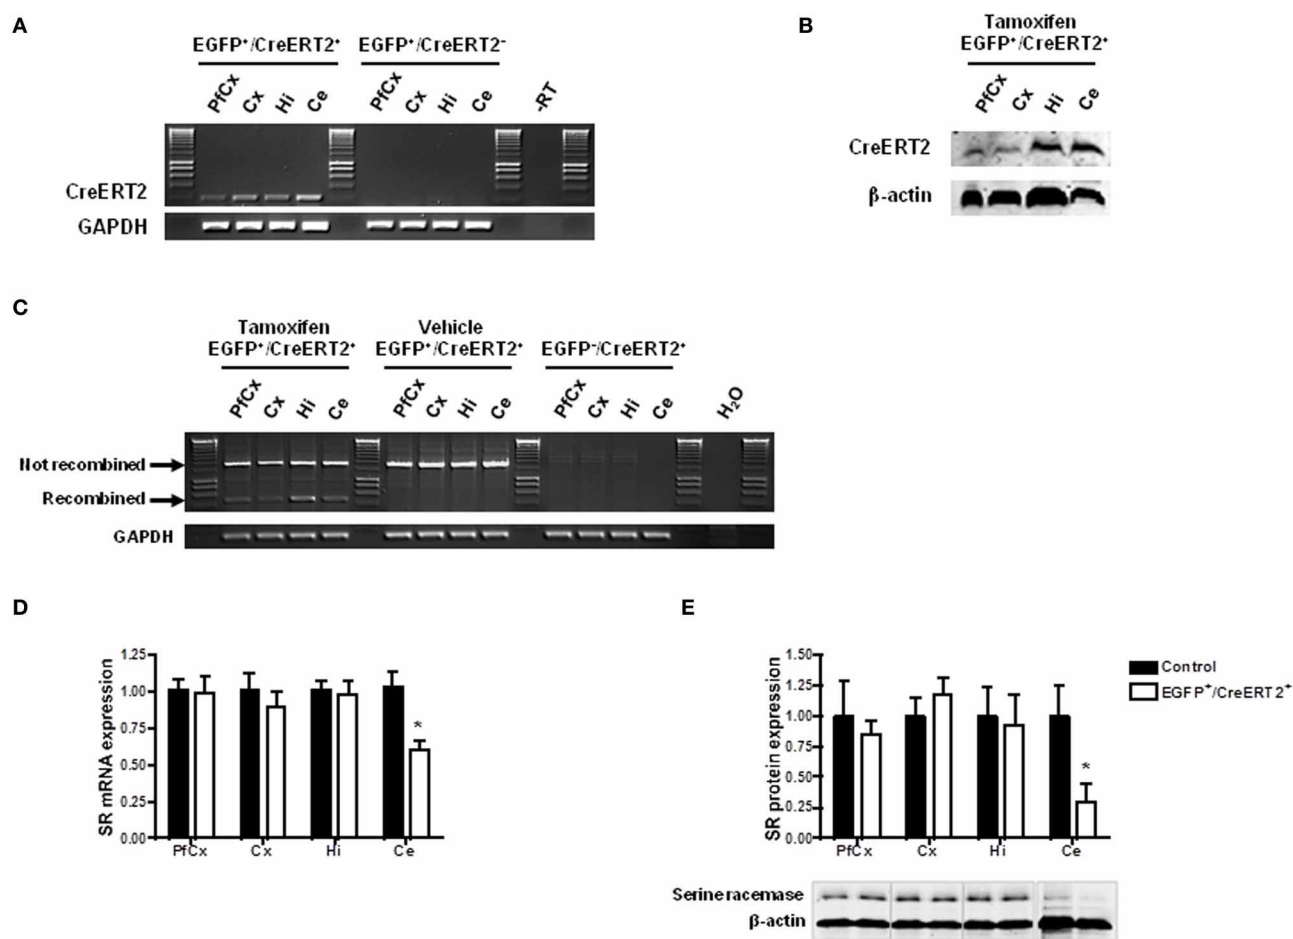 A
EGFP⁺/CreERT2⁺ EGFP⁺/CreERT2⁻
PfCx Cx Hi Ce PfCx Cx Hi Ce -RT
CreERT2
GAPDH
B
Tamoxifen
EGFP⁺/CreERT2⁺
PfCx Cx Hi Ce
CreERT2
β-actin
C
Tamoxifen Vehicle
EGFP⁺/CreERT2⁺ EGFP⁺/CreERT2⁺ EGFP⁻/CreERT2⁺
PfCx Cx Hi Ce PfCx Cx Hi Ce PfCx Cx Hi Ce H₂O
Not recombined
Recombined
GAPDH
D
SR mRNA expression
1.25
1.00
0.75
0.50
0.25
0.00
*
PfCx Cx Hi Ce
E
SR protein expression
1.50
1.25
1.00
0.75
0.50
0.25
0.00
*
PfCx Cx Hi Ce
Control
EGFP⁺/CreERT2⁺
Serine racemase
β-actin